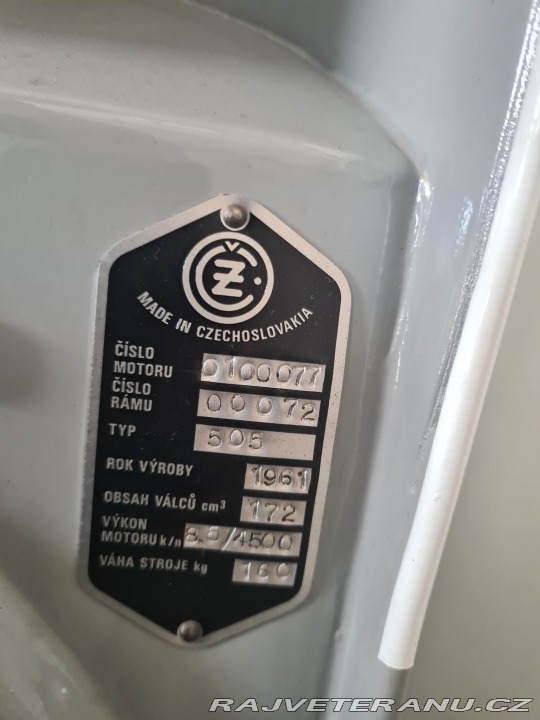 ČZ
MADE IN CZECHOSLOVAKIA
ČÍSLO
MOTORU 0100077
ČÍSLO
RÁMU 00072
TYP 505
ROK VÝROBY 1961
OBSAH VÁLCŮ cm³ 172
VÝKON
MOTORU k/n 8.5/4500
VÁHA STROJE kg 160
RAJVETERANU.CZ